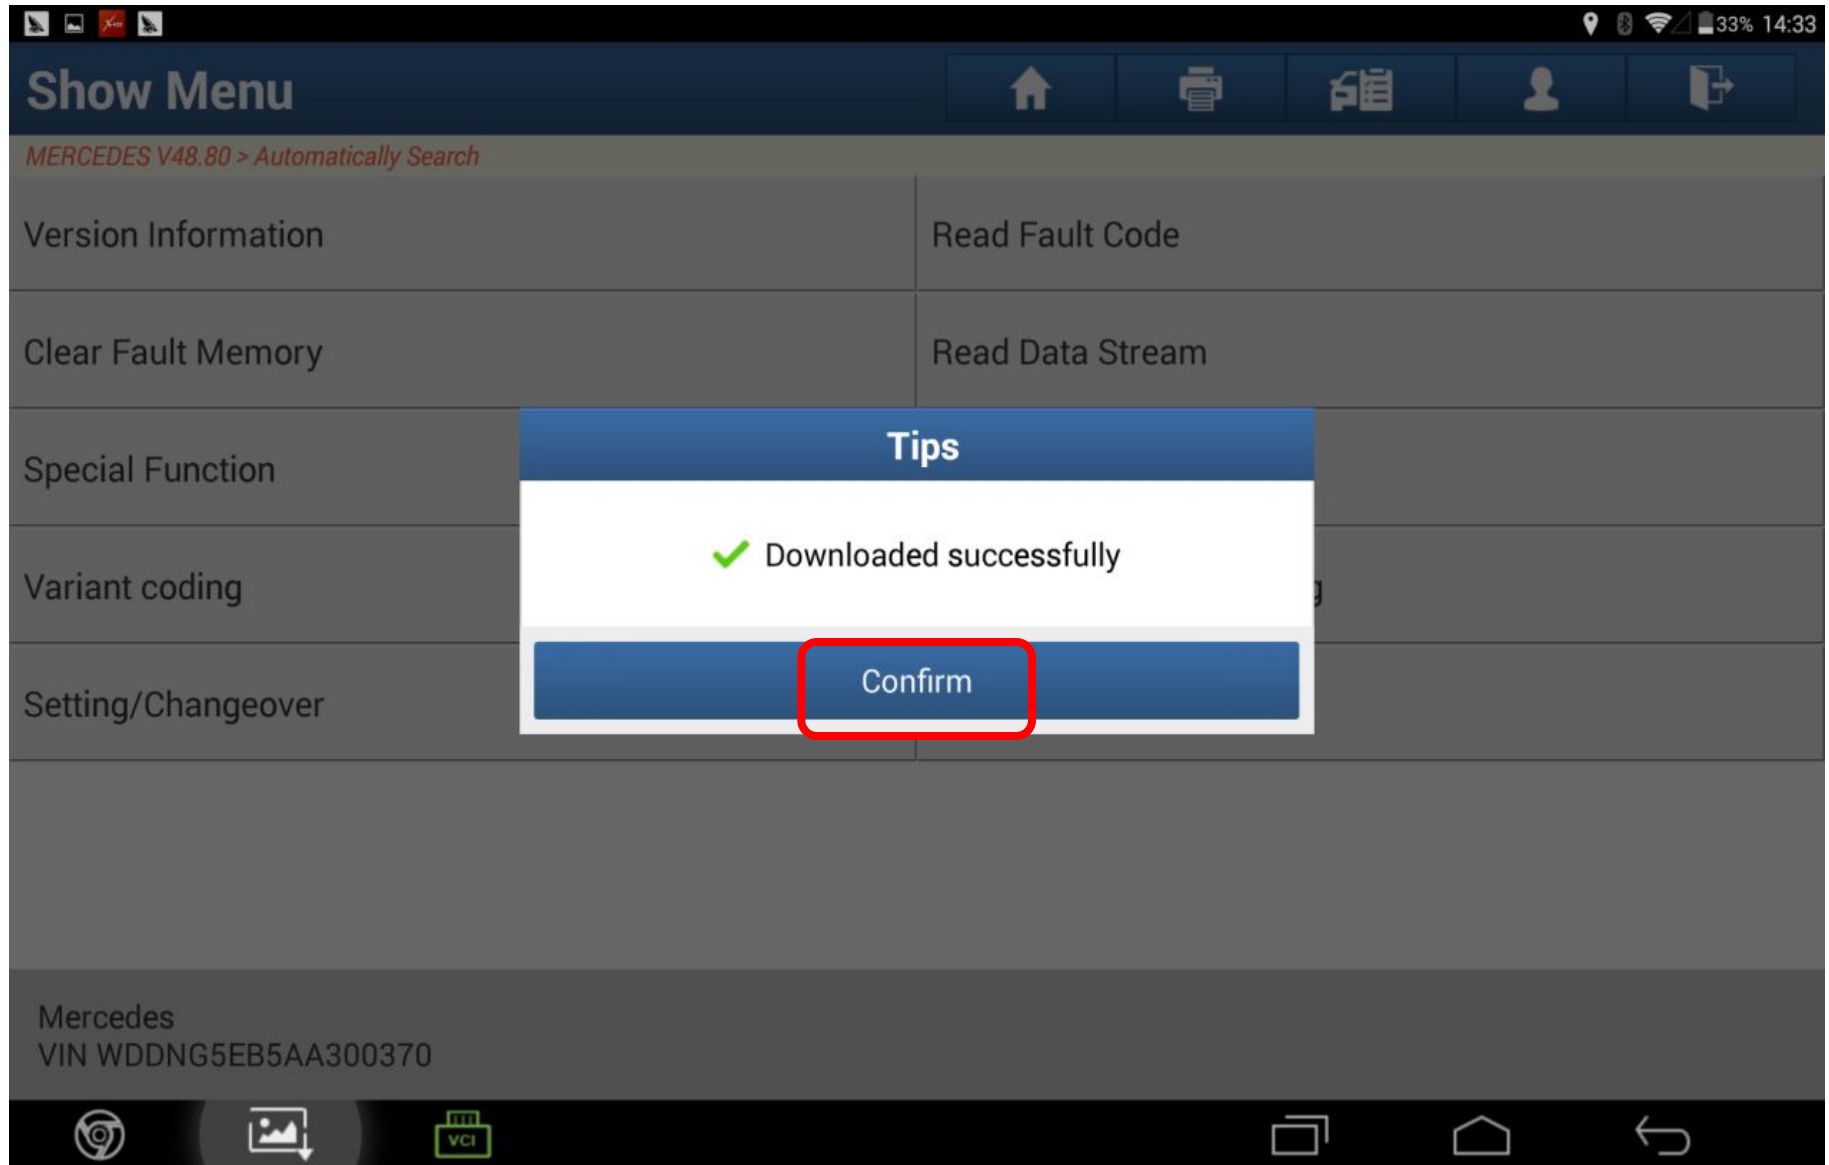 33% 14:33
Show Menu
MERCEDES V48.80 > Automatically Search
Version Information
Read Fault Code
Clear Fault Memory
Read Data Stream
Special Function
Tips
Downloaded successfully
Variant coding
Confirm
Setting/Changeover
Mercedes
VIN WDDNG5EB5AA300370
VCI